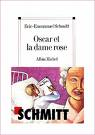 Eric-Emmanuel Schmitt
Oscar et
la dame rose
Albin Michel
SCHMITT